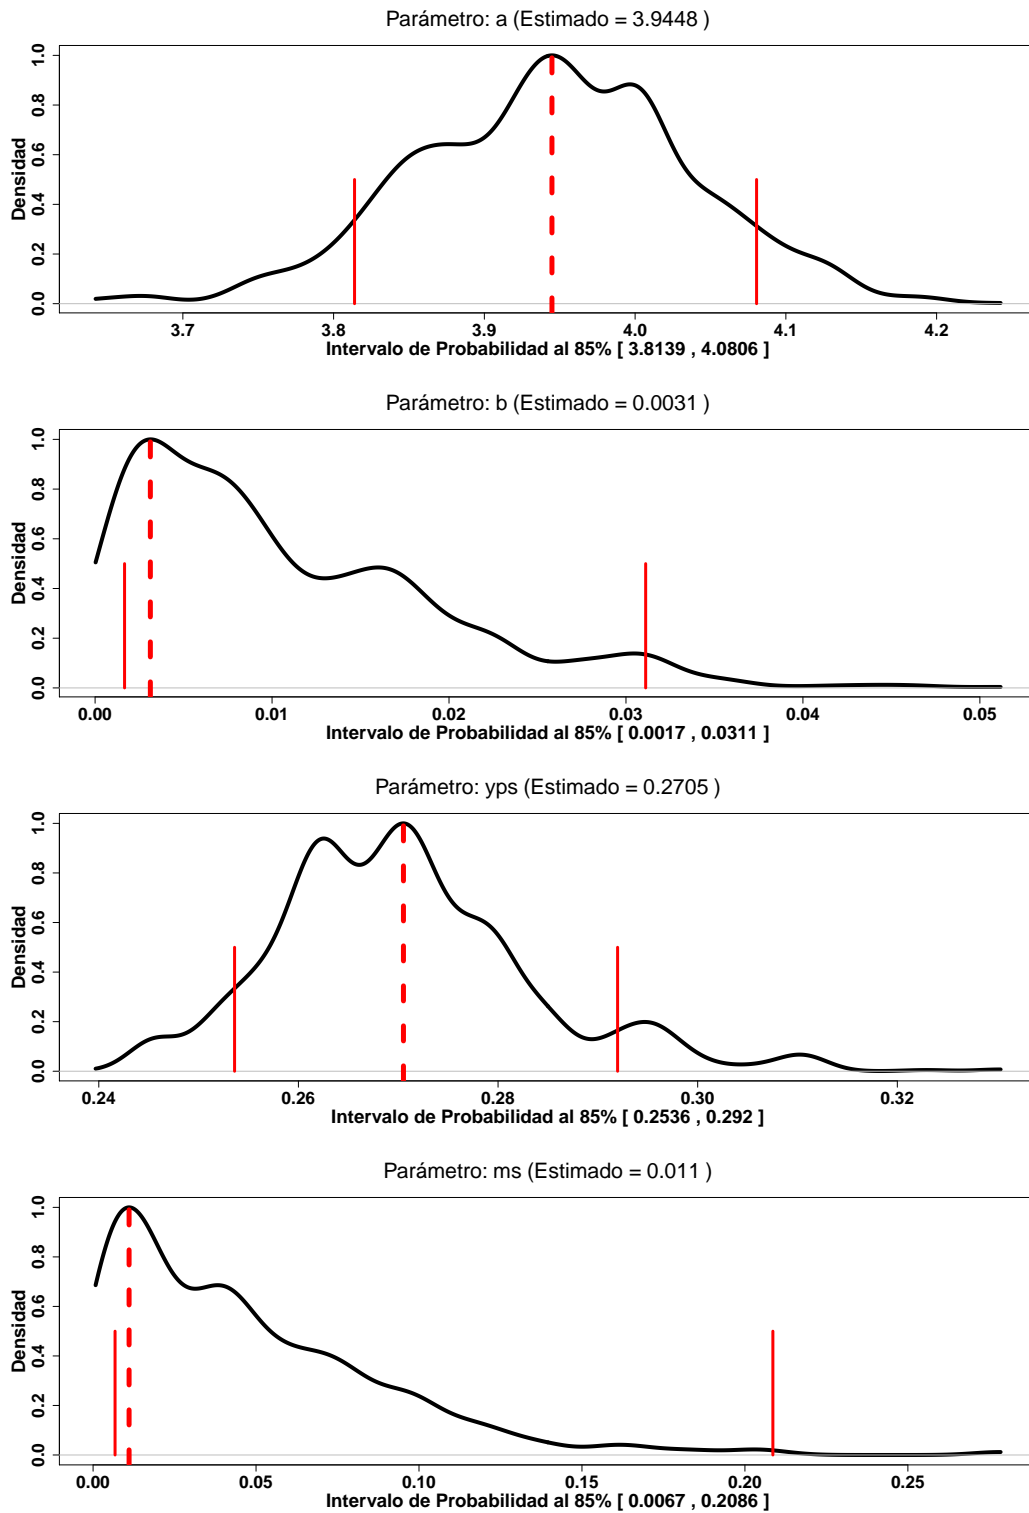 Parámetro: a (Estimado = 3.9448 )
Densidad
0.0 0.2 0.4 0.6 0.8 1.0
3.7 3.8 3.9 4.0 4.1 4.2
Intervalo de Probabilidad al 85% [ 3.8139 , 4.0806 ]
Parámetro: b (Estimado = 0.0031 )
Densidad
0.0 0.2 0.4 0.6 0.8 1.0
0.00 0.01 0.02 0.03 0.04 0.05
Intervalo de Probabilidad al 85% [ 0.0017 , 0.0311 ]
Parámetro: yps (Estimado = 0.2705 )
Densidad
0.0 0.2 0.4 0.6 0.8 1.0
0.24 0.26 0.28 0.30 0.32
Intervalo de Probabilidad al 85% [ 0.2536 , 0.292 ]
Parámetro: ms (Estimado = 0.011 )
Densidad
0.0 0.2 0.4 0.6 0.8 1.0
0.00 0.05 0.10 0.15 0.20 0.25
Intervalo de Probabilidad al 85% [ 0.0067 , 0.2086 ]